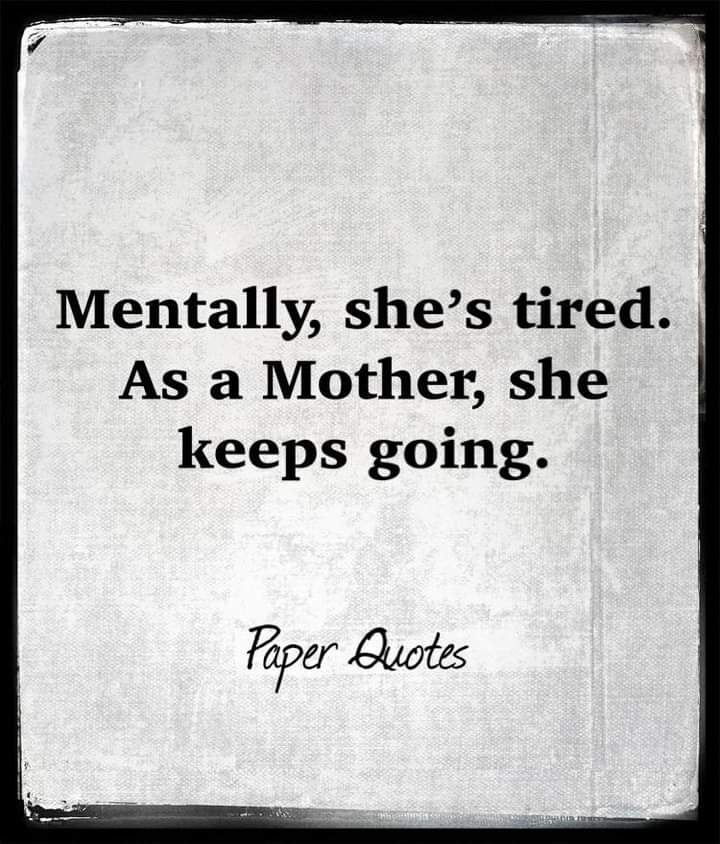 Mentally, she’s tired.
As a Mother, she
keeps going.
Paper Quotes